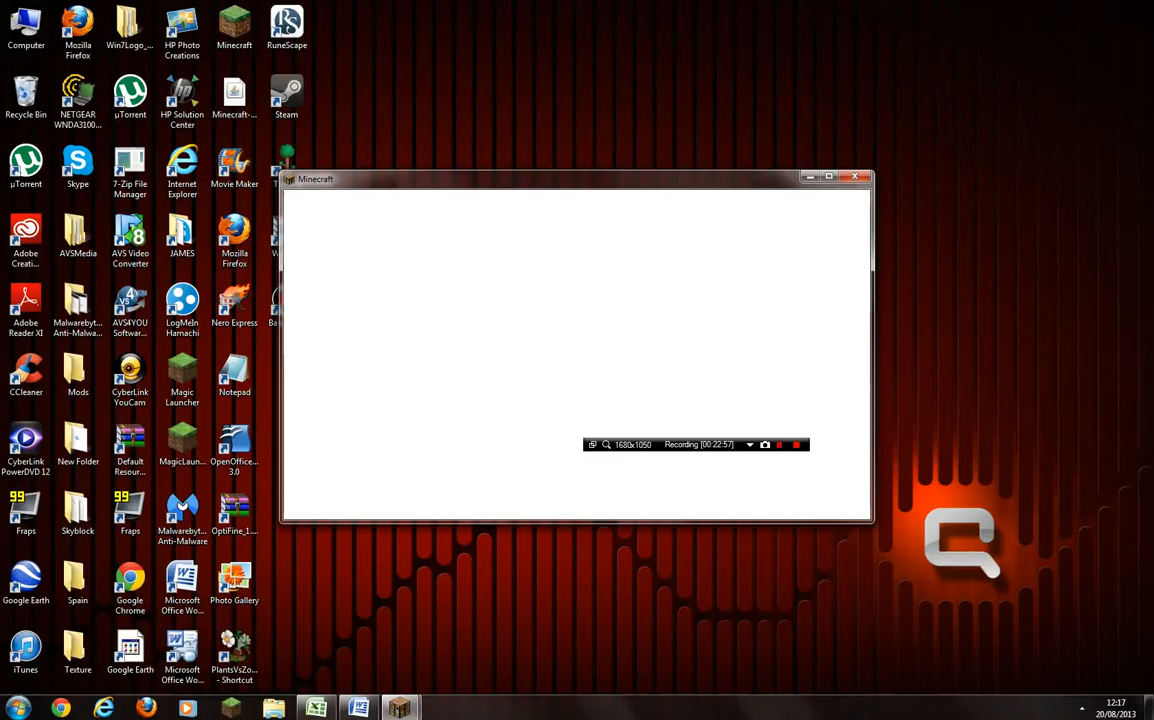 Computer
Mozilla
Firefox
Win7Logo_...
HP Photo
Creations
Minecraft
RuneScape
Recycle Bin
NETGEAR
WNDA3100...
µTorrent
HP Solution
Center
Minecraft-...
Steam
µTorrent
Skype
7-Zip File
Manager
Internet
Explorer
Movie Maker
Adobe
Creati...
AVSMedia
AVS Video
Converter
JAMES
Mozilla
Firefox
Adobe
Reader XI
Malwarebyt...
Anti-Malwa...
AVS4YOU
Softwar...
LogMeIn
Hamachi
Nero Express
CCleaner
Mods
CyberLink
YouCam
Magic
Launcher
Notepad
CyberLink
PowerDVD 12
New Folder
Default
Resour...
MagicLaun...
OpenOffice...
3.0
99
Fraps
Skyblock
99
Fraps
Malwarebyt...
Anti-Malware
OptiFine_1....
Google Earth
Spain
Google
Chrome
Microsoft
Office Wo...
Photo Gallery
iTunes
Texture
Google Earth
Microsoft
Office Wo...
PlantsVsZo...
- Shortcut
Minecraft
1680x1050 Recording [00:22:57]
12:17
20/08/2013